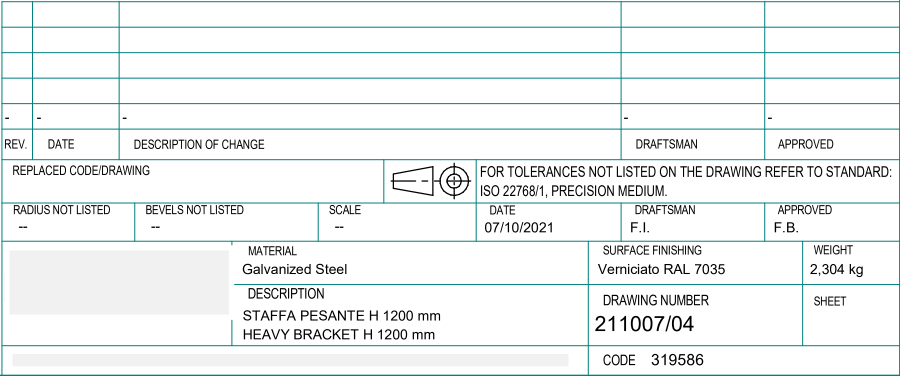 - - - - -
REV. DATE DESCRIPTION OF CHANGE DRAFTSMAN APPROVED
REPLACED CODE/DRAWING
FOR TOLERANCES NOT LISTED ON THE DRAWING REFER TO STANDARD:
ISO 22768/1, PRECISION MEDIUM.
RADIUS NOT LISTED BEVELS NOT LISTED SCALE DATE DRAFTSMAN APPROVED
-- -- -- 07/10/2021 F.I. F.B.
MATERIAL SURFACE FINISHING WEIGHT
Galvanized Steel Verniciato RAL 7035 2,304 kg
DESCRIPTION DRAWING NUMBER SHEET
STAFFA PESANTE H 1200 mm 211007/04
HEAVY BRACKET H 1200 mm
CODE 319586